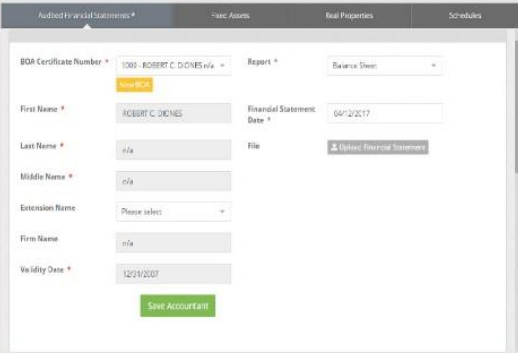 Audited Financial Statements *
Fixed Assets
Real Properties
Schedules
BOA Certificate Number *
1000 - ROBERT C. DIONES n/a
New BOA
Report *
Balance Sheet
First Name *
ROBERT C. DIONES
Financial Statement
Date *
04/12/2017
Last Name *
n/a
File
Upload Financial Statement
Middle Name *
n/a
Extension Name
Please select
Firm Name
n/a
Validity Date *
12/31/2007
Save Accountant